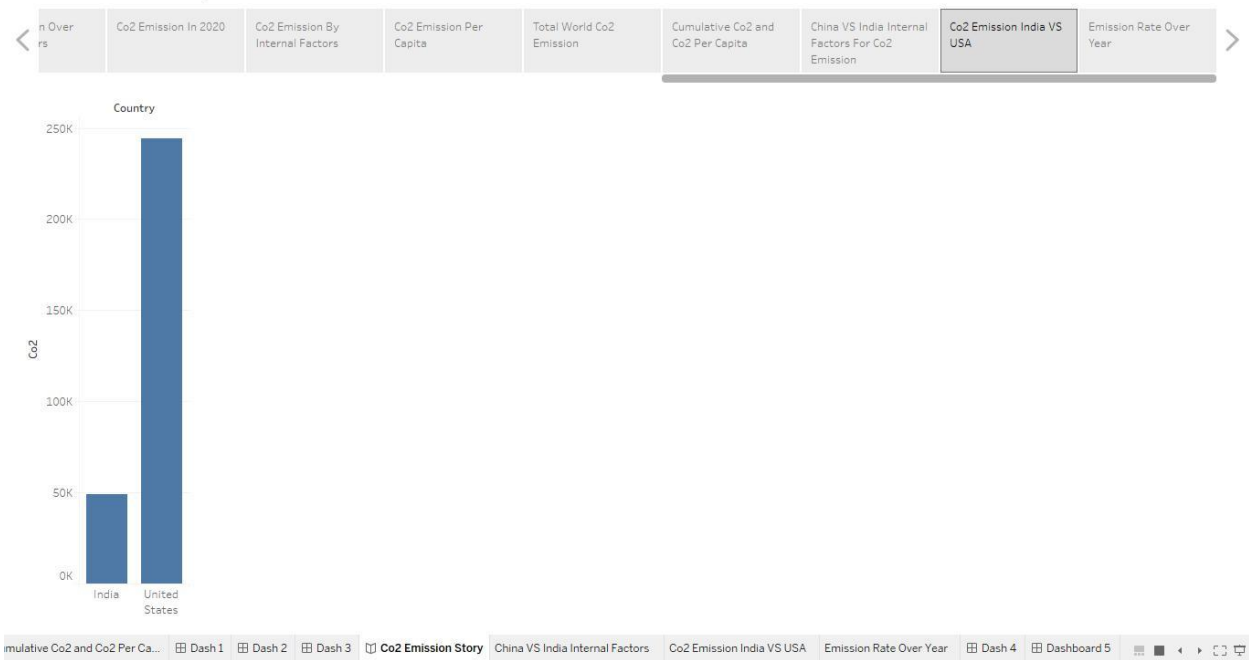 n Over
rs
Co2 Emission In 2020
Co2 Emission By
Internal Factors
Co2 Emission Per
Capita
Total World Co2
Emission
Cumulative Co2 and
Co2 Per Capita
China VS India Internal
Factors For Co2
Emission
Co2 Emission India VS
USA
Emission Rate Over
Year
Country
250K
200K
150K
100K
50K
0K
Co2
India
United
States
mulative Co2 and Co2 Per Ca...
Dash 1
Dash 2
Dash 3
Co2 Emission Story
China VS India Internal Factors
Co2 Emission India VS USA
Emission Rate Over Year
Dash 4
Dashboard 5